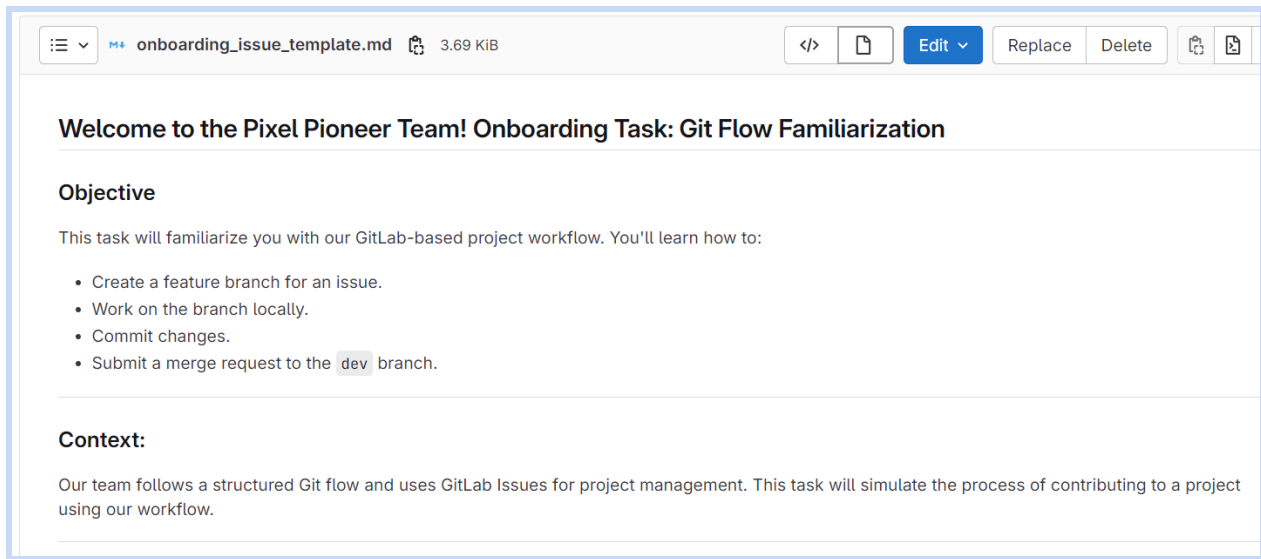 onboarding_issue_template.md 3.69 KiB </> Edit Replace Delete
Welcome to the Pixel Pioneer Team! Onboarding Task: Git Flow Familiarization
Objective
This task will familiarize you with our GitLab-based project workflow. You'll learn how to:
• Create a feature branch for an issue.
• Work on the branch locally.
• Commit changes.
• Submit a merge request to the dev branch.
Context:
Our team follows a structured Git flow and uses GitLab Issues for project management. This task will simulate the process of contributing to a project
using our workflow.